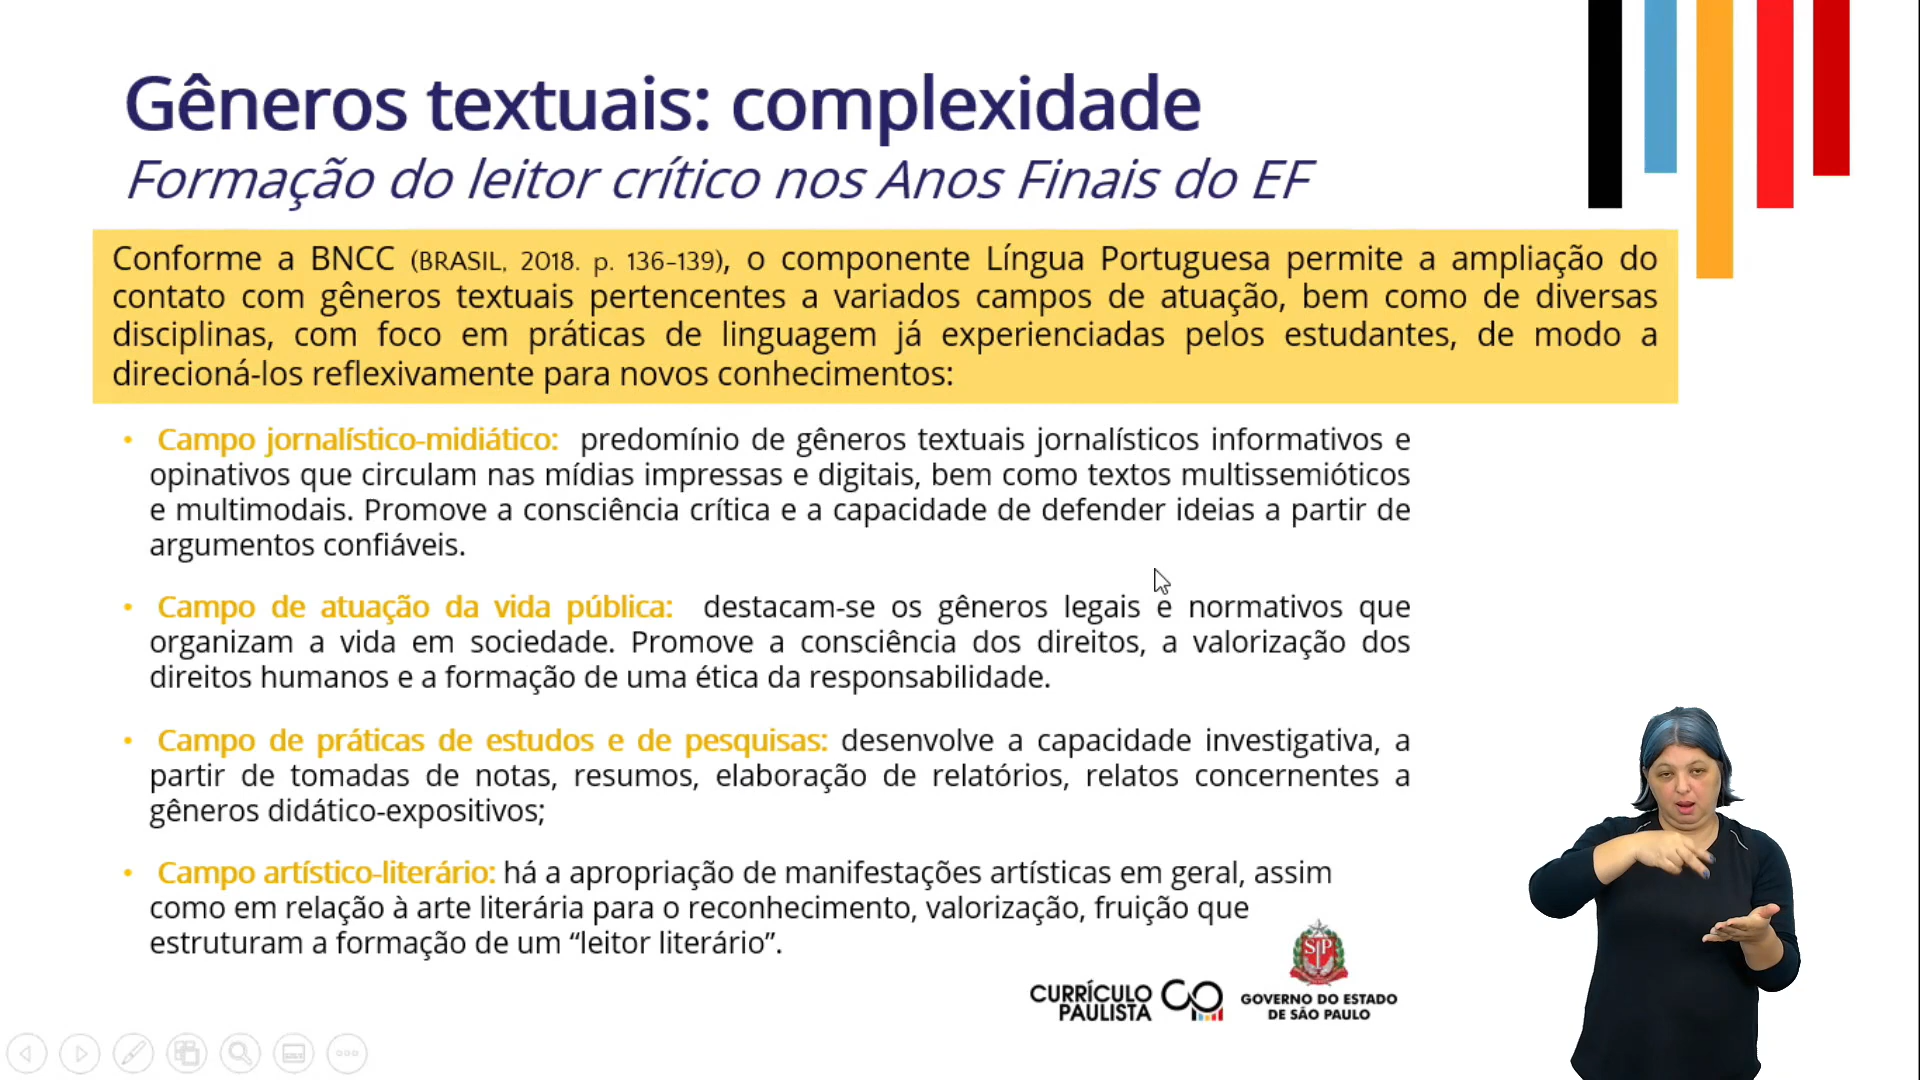 Gêneros textuais: complexidade
Formação do leitor crítico nos Anos Finais do EF
Conforme a BNCC (BRASIL, 2018. p. 136-139), o componente Língua Portuguesa permite a ampliação do
contato com gêneros textuais pertencentes a variados campos de atuação, bem como de diversas
disciplinas, com foco em práticas de linguagem já experienciadas pelos estudantes, de modo a
direcioná-los reflexivamente para novos conhecimentos:
• Campo jornalístico-midiático: predomínio de gêneros textuais jornalísticos informativos e
opinativos que circulam nas mídias impressas e digitais, bem como textos multissemióticos
e multimodais. Promove a consciência crítica e a capacidade de defender ideias a partir de
argumentos confiáveis.
• Campo de atuação da vida pública: destacam-se os gêneros legais e normativos que
organizam a vida em sociedade. Promove a consciência dos direitos, a valorização dos
direitos humanos e a formação de uma ética da responsabilidade.
• Campo de práticas de estudos e de pesquisas: desenvolve a capacidade investigativa, a
partir de tomadas de notas, resumos, elaboração de relatórios, relatos concernentes a
gêneros didático-expositivos;
• Campo artístico-literário: há a apropriação de manifestações artísticas em geral, assim
como em relação à arte literária para o reconhecimento, valorização, fruição que
estruturam a formação de um “leitor literário”.
CURRÍCULO
PAULISTA
SP
GOVERNO DO ESTADO
DE SÃO PAULO